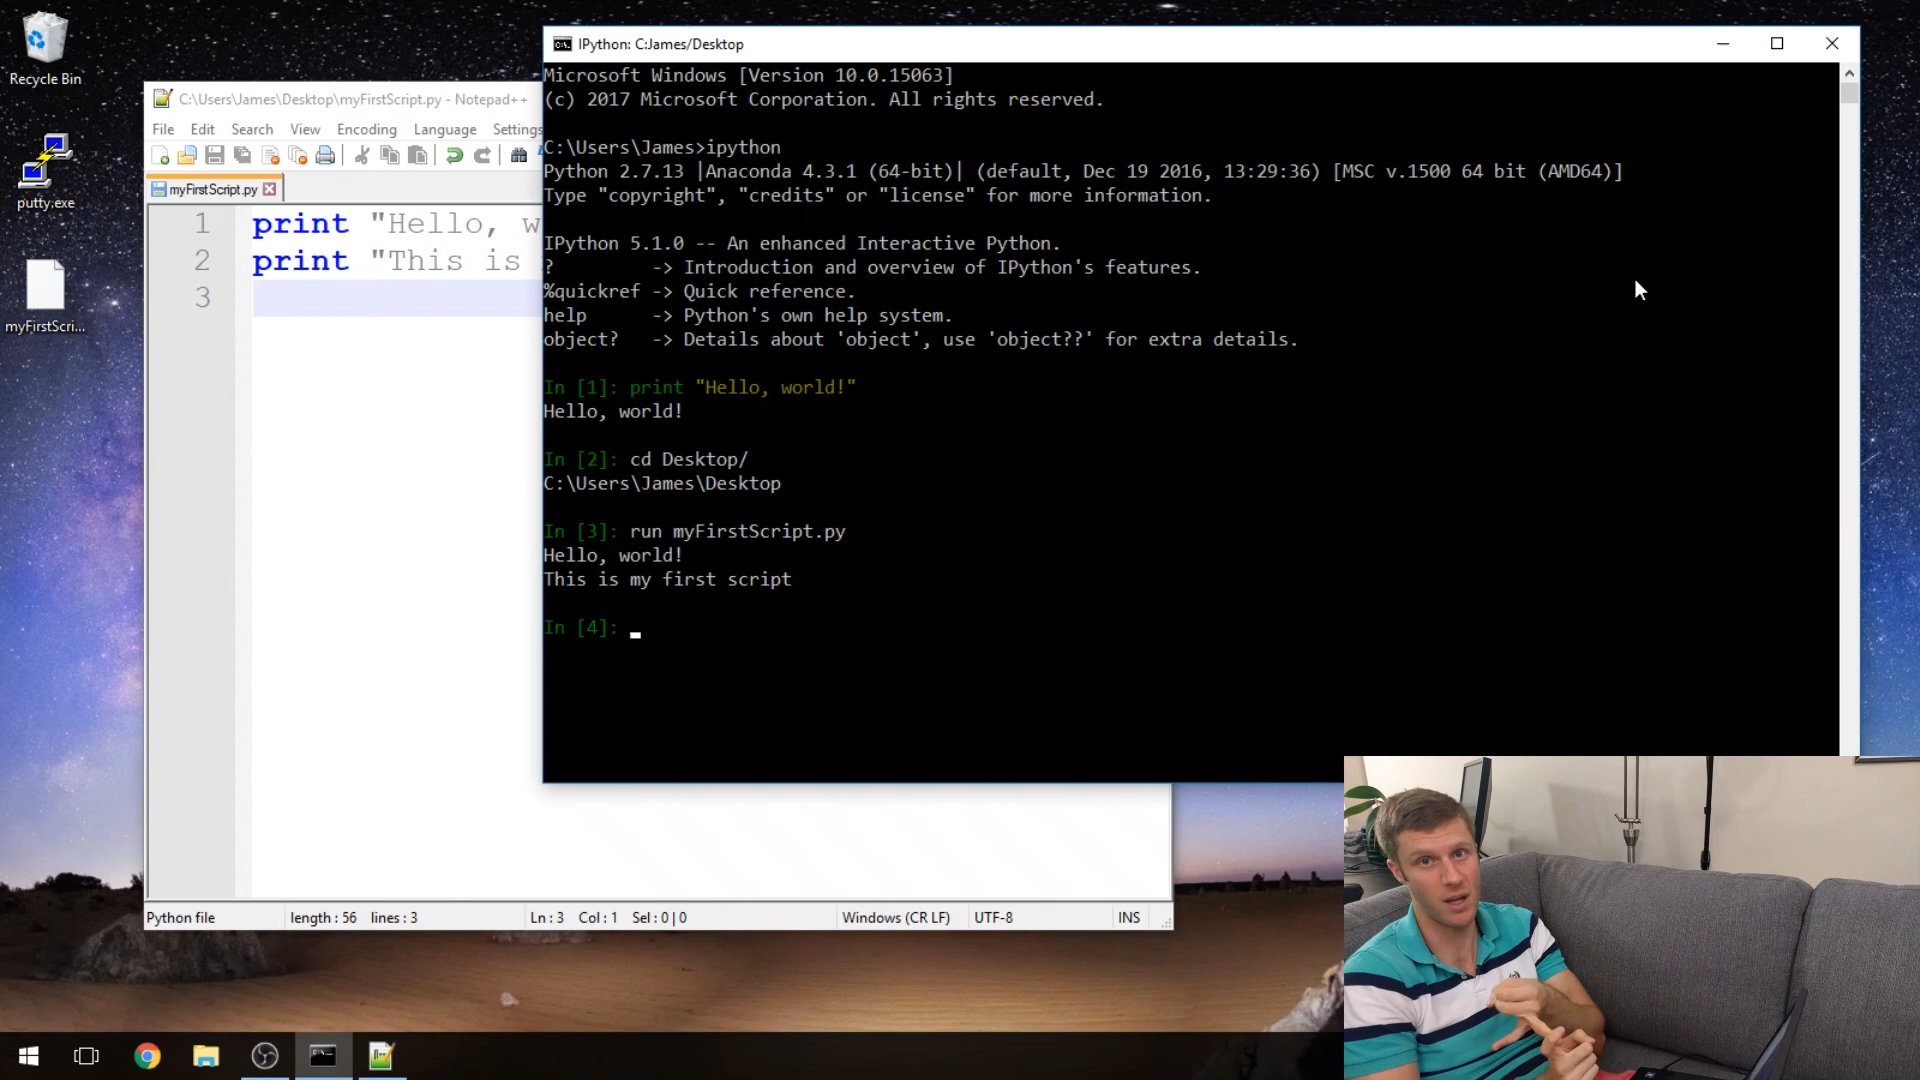 Recycle Bin
putty.exe
myFirstScri...
C:\Users\James\Desktop\myFirstScript.py - Notepad++
File Edit Search View Encoding Language Settings
myFirstScript.py
1 print "Hello, w
2 print "This is
3
Python file length : 56 lines : 3 Ln : 3 Col : 1 Sel : 0 | 0 Windows (CR LF) UTF-8 INS
IPython: C:James/Desktop
Microsoft Windows [Version 10.0.15063]
(c) 2017 Microsoft Corporation. All rights reserved.
C:\Users\James>ipython
Python 2.7.13 |Anaconda 4.3.1 (64-bit)| (default, Dec 19 2016, 13:29:36) [MSC v.1500 64 bit (AMD64)]
Type "copyright", "credits" or "license" for more information.
IPython 5.1.0 -- An enhanced Interactive Python.
? -> Introduction and overview of IPython's features.
%quickref -> Quick reference.
help -> Python's own help system.
object? -> Details about 'object', use 'object??' for extra details.
In [1]: print "Hello, world!"
Hello, world!
In [2]: cd Desktop/
C:\Users\James\Desktop
In [3]: run myFirstScript.py
Hello, world!
This is my first script
In [4]: